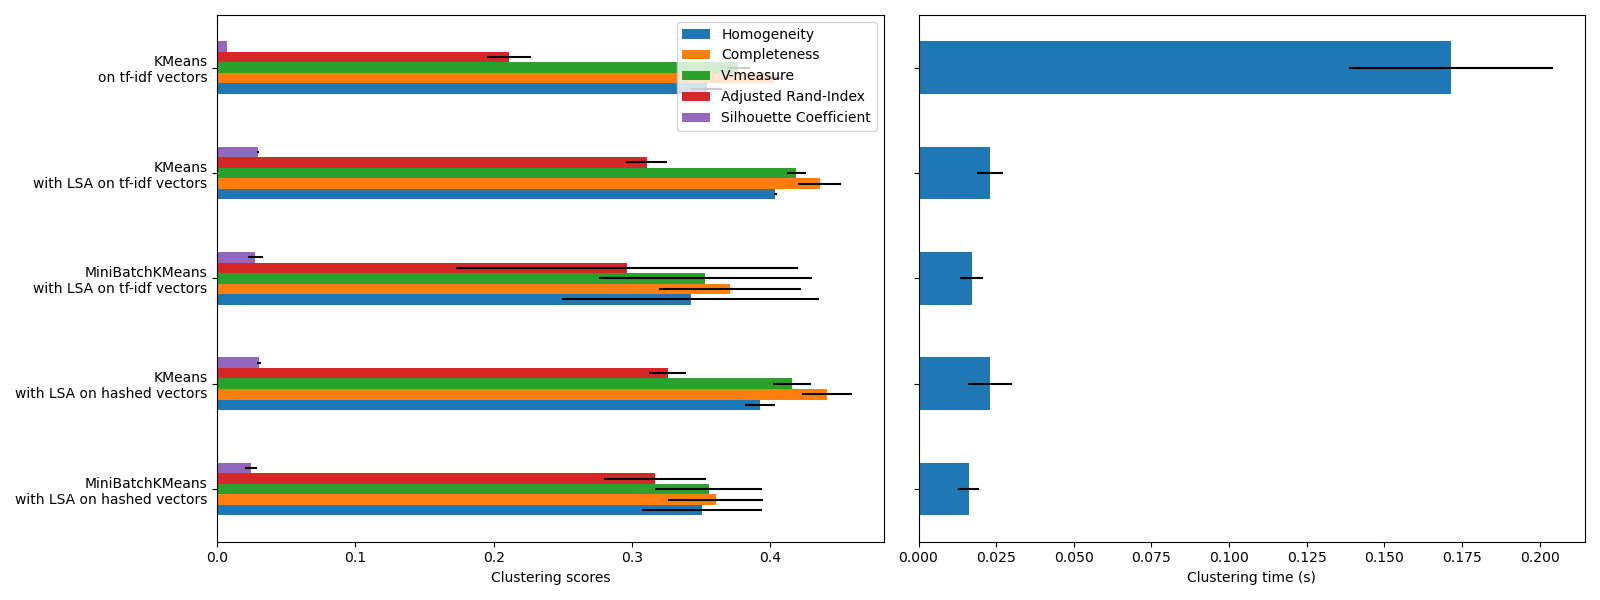 KMeans
on tf-idf vectors
KMeans
with LSA on tf-idf vectors
MiniBatchKMeans
with LSA on tf-idf vectors
KMeans
with LSA on hashed vectors
MiniBatchKMeans
with LSA on hashed vectors
Homogeneity
Completeness
V-measure
Adjusted Rand-Index
Silhouette Coefficient
0.0 0.1 0.2 0.3 0.4
Clustering scores
0.000 0.025 0.050 0.075 0.100 0.125 0.150 0.175 0.200
Clustering time (s)